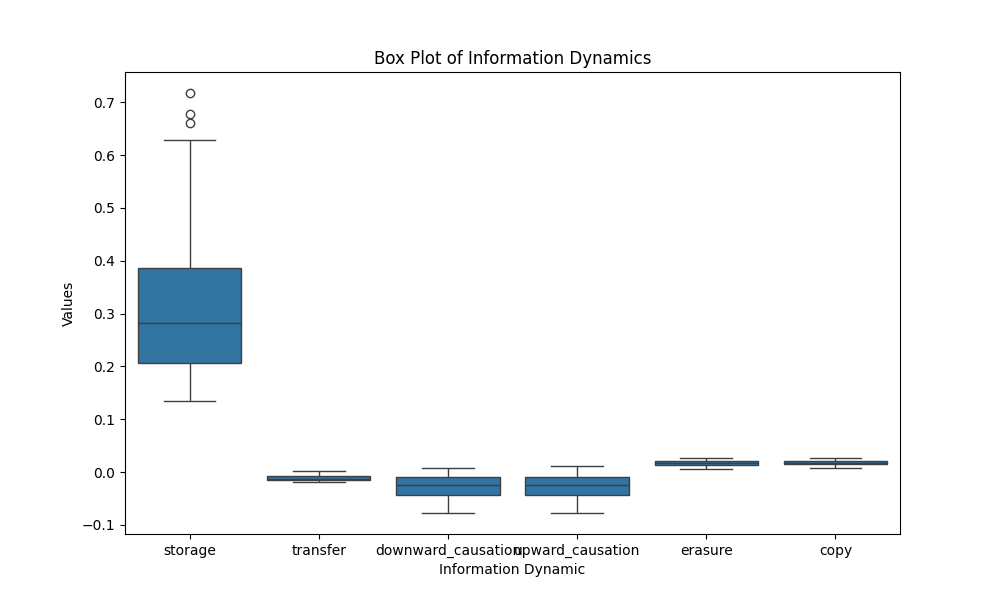 Box Plot of Information Dynamics
0.7
0.6
0.5
0.4
0.3
0.2
0.1
0.0
−0.1
Values
storage transfer downward_causation upward_causation erasure copy
Information Dynamic